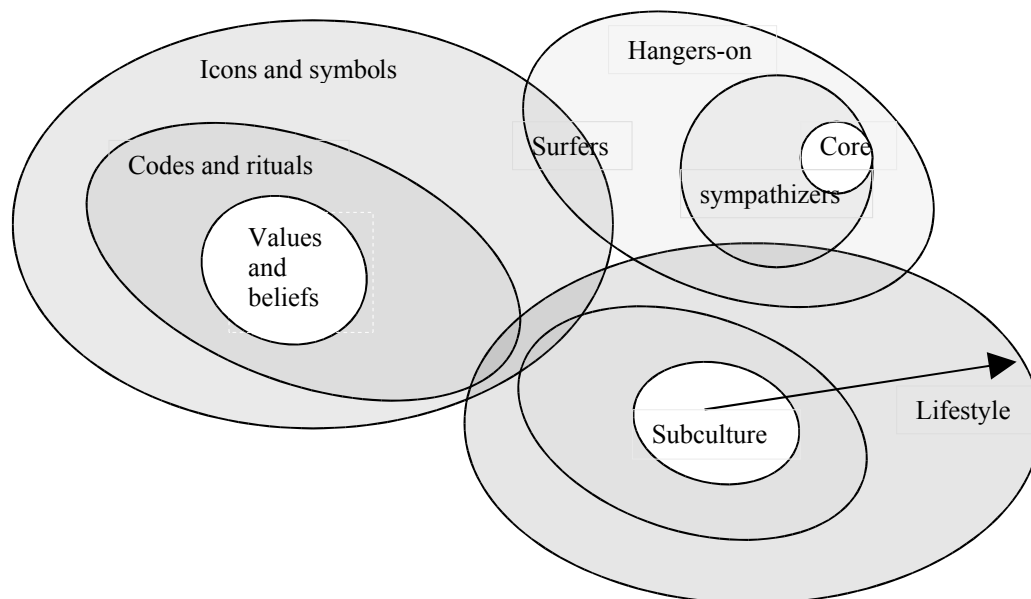 Icons and symbols
Codes and rituals
Values
and
beliefs
Hangers-on
Surfers
Core
sympathizers
Subculture
Lifestyle